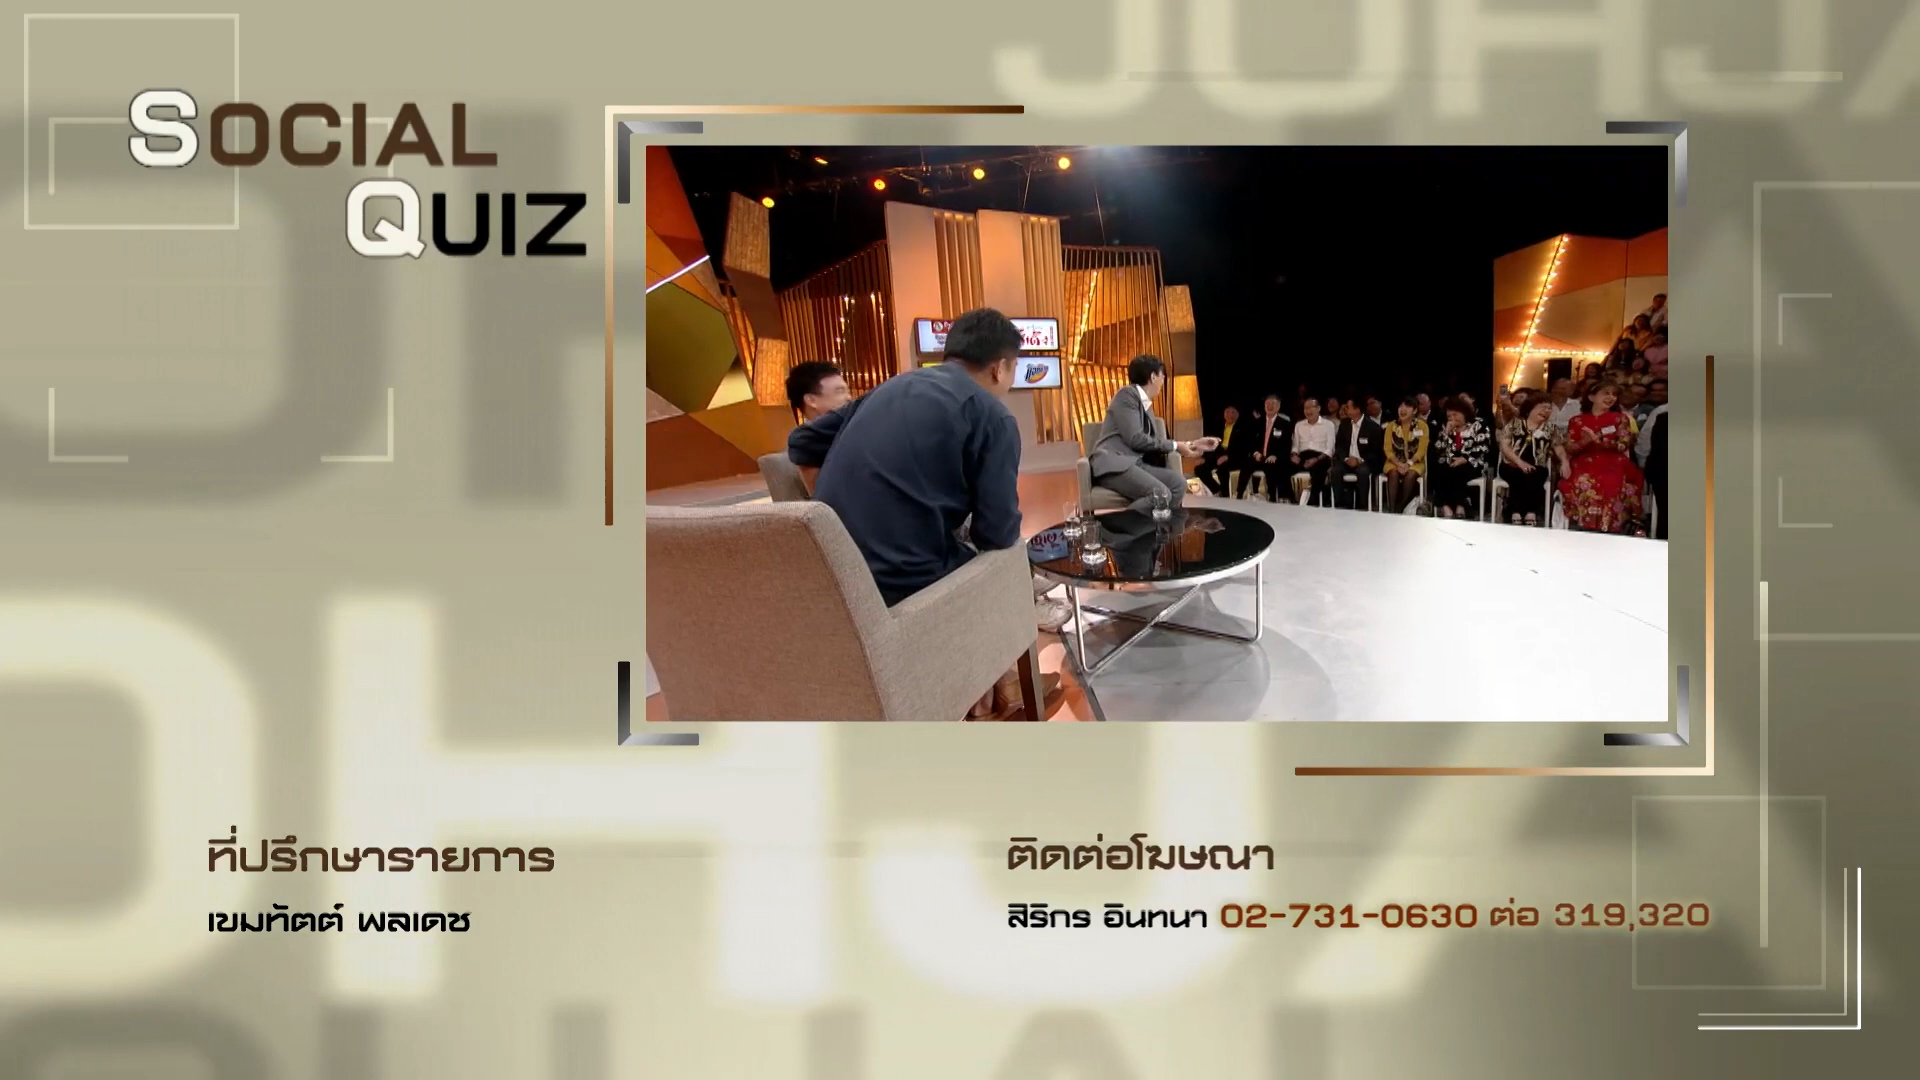 SOCIAL
QUIZ
ที่ปรึกษารายการ
เขมทัตต์ พลเดช
ติดต่อโฆษณา
สิริกร อินทนา 02-731-0630 ต่อ 319,320